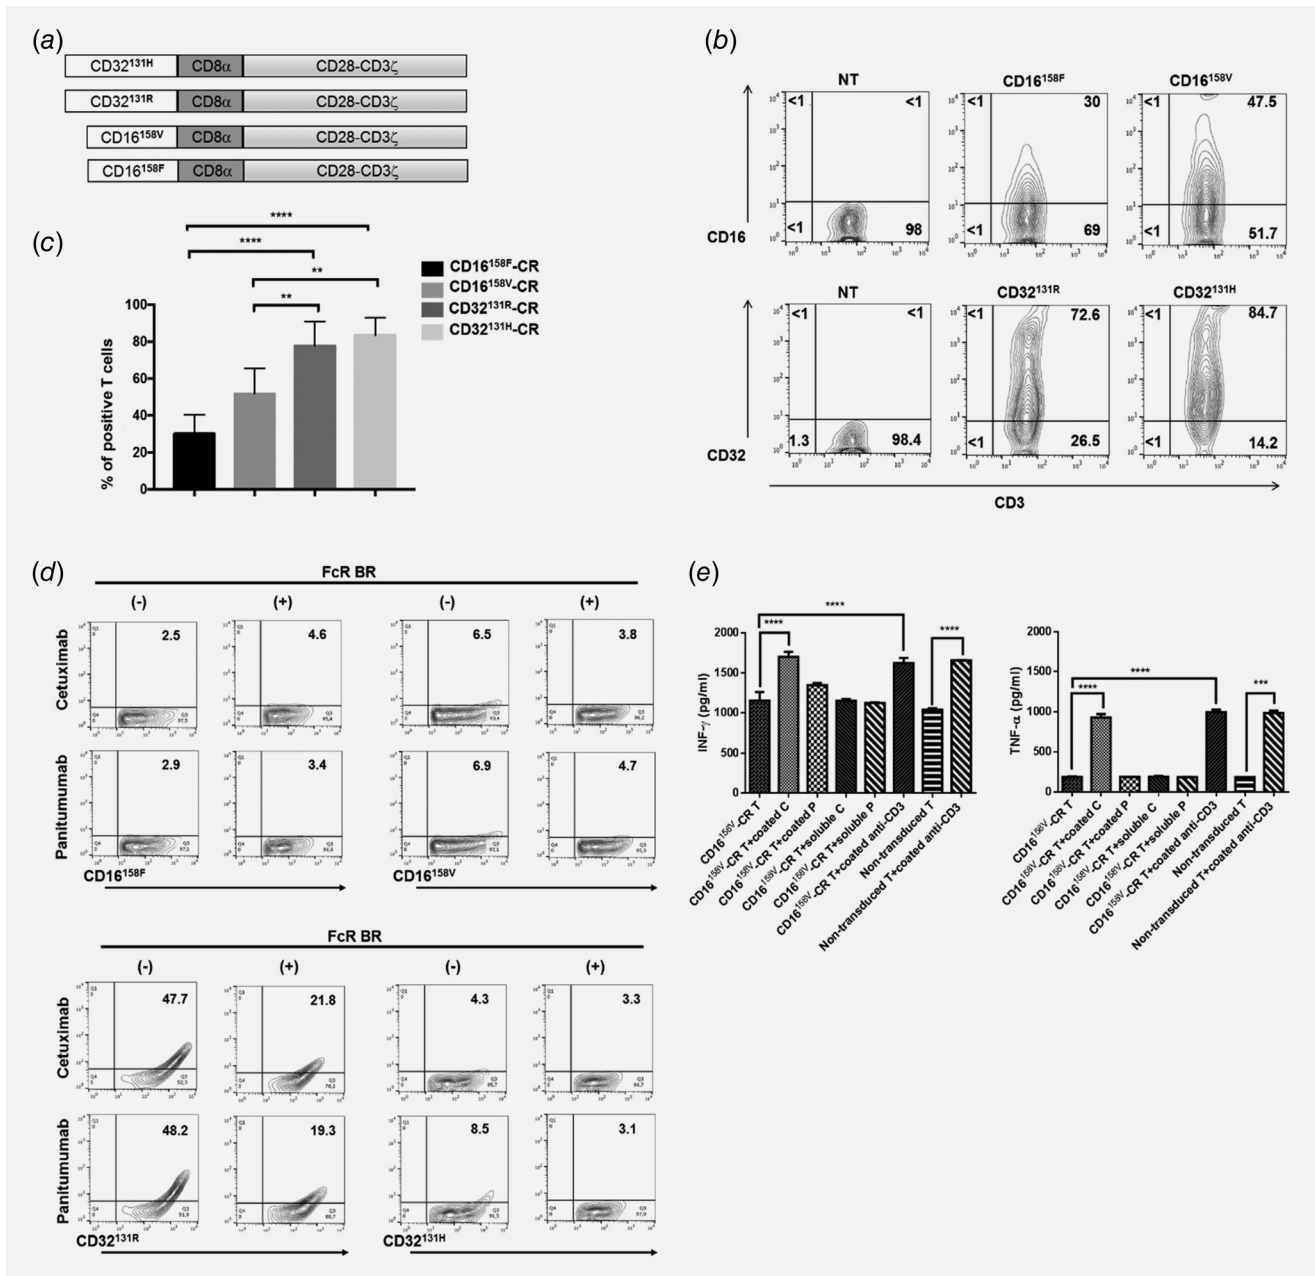 (a)
CD32131H CD8α CD28-CD3ζ
CD32131R CD8α CD28-CD3ζ
CD16158V CD8α CD28-CD3ζ
CD16158F CD8α CD28-CD3ζ
(b)
NT CD16158F CD16158V
<1 <1 <1 30 <1 47.5
<1 98 <1 69 <1 51.7
CD16
NT CD32131R CD32131H
<1 <1 <1 72.6 <1 84.7
1.3 98.4 <1 26.5 <1 14.2
CD32
CD3
(c)
****
****
**
**
CD16158F-CR
CD16158V-CR
CD32131R-CR
CD32131H-CR
% of positive T cells
100
80
60
40
20
0
(d)
FcR BR
(-) (+) (-) (+)
Cetuximab
2.5 4.6 6.5 3.8
Panitumumab
2.9 3.4 6.9 4.7
CD16158F CD16158V
FcR BR
(-) (+) (-) (+)
Cetuximab
47.7 21.8 4.3 3.3
Panitumumab
48.2 19.3 8.5 3.1
CD32131R CD32131H
(e)
****
**** ****
INF-γ (pg/ml)
2000
1500
1000
500
0
CD16158V-CR T
CD16158V-CR T+coated C
CD16158V-CR T+coated P
CD16158V-CR T+soluble C
CD16158V-CR T+soluble P
CD16158V-CR T+coated anti-CD3
Non-transduced T
Non-transduced T+coated anti-CD3
****
**** ***
TNF-α (pg/ml)
2000
1500
1000
500
0
CD16158V-CR T
CD16158V-CR T+coated C
CD16158V-CR T+coated P
CD16158V-CR T+soluble C
CD16158V-CR T+soluble P
CD16158V-CR T+coated anti-CD3
Non-transduced T
Non-transduced T+coated anti-CD3